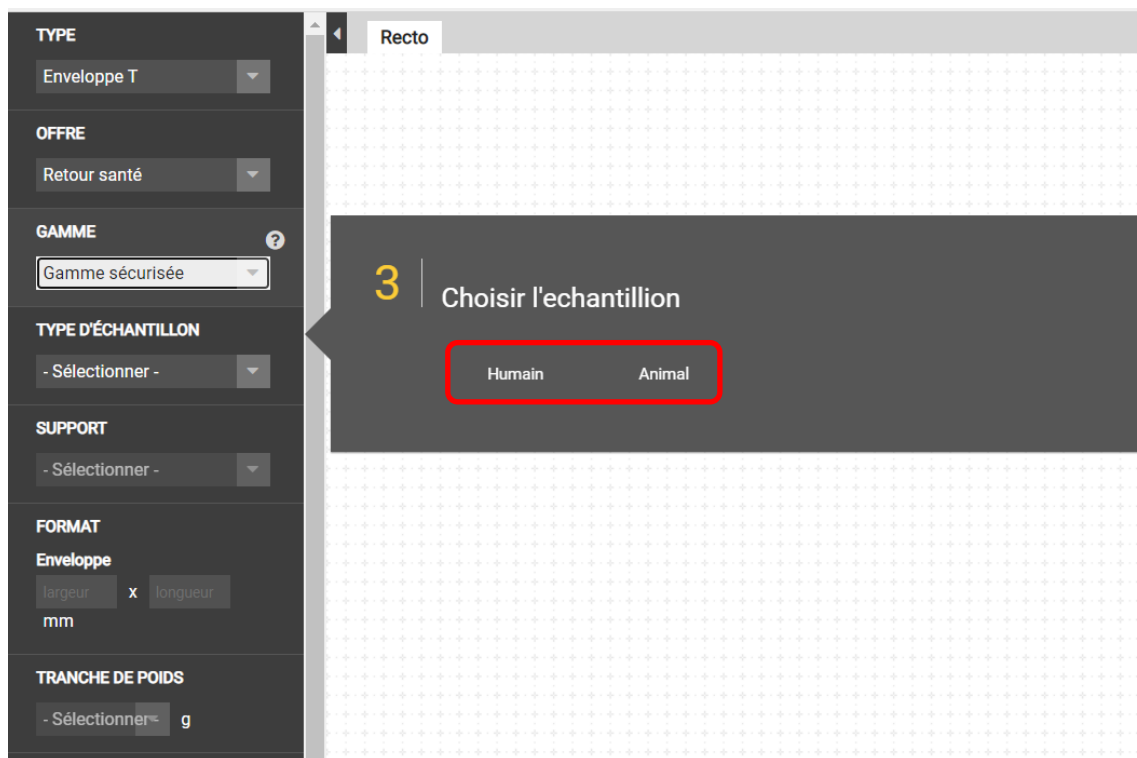 TYPE
Enveloppe T
OFFRE
Retour santé
GAMME
?
Gamme sécurisée
TYPE D'ÉCHANTILLON
- Sélectionner -
SUPPORT
- Sélectionner -
FORMAT
Enveloppe
largeur x longueur
mm
TRANCHE DE POIDS
- Sélectionner - g
Recto
3
Choisir l'echantillion
Humain Animal